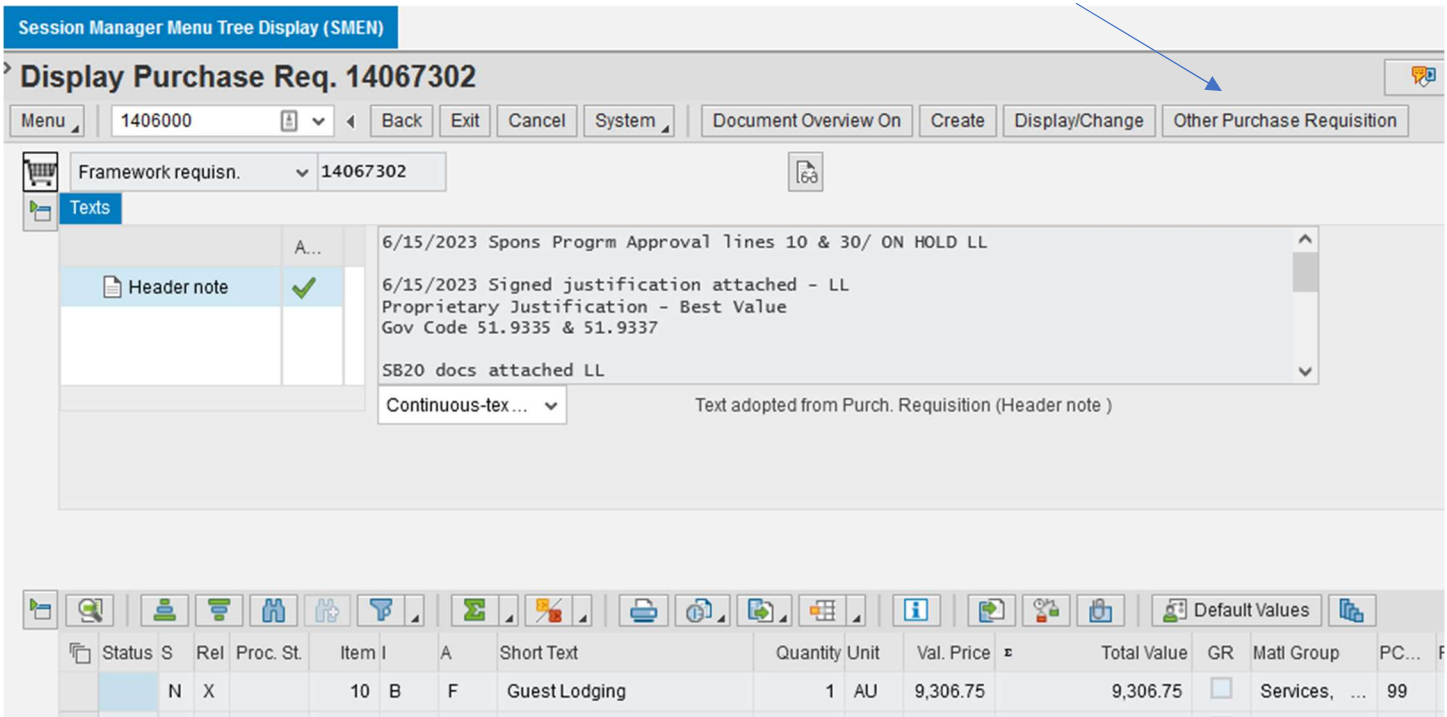 Session Manager Menu Tree Display (SMEN)
Display Purchase Req. 14067302
Menu 1406000 Back Exit Cancel System Document Overview On Create Display/Change Other Purchase Requisition
Framework requisn. 14067302
Texts
A...
Header note
6/15/2023 Spons Progrm Approval lines 10 & 30/ ON HOLD LL
6/15/2023 Signed justification attached - LL
Proprietary Justification - Best Value
Gov Code 51.9335 & 51.9337
SB20 docs attached LL
Continuous-tex... Text adopted from Purch. Requisition (Header note )
Default Values
Status S Rel Proc. St. Item I A Short Text Quantity Unit Val. Price Σ Total Value GR Matl Group PC...
N X 10 B F Guest Lodging 1 AU 9,306.75 9,306.75 Services, ... 99